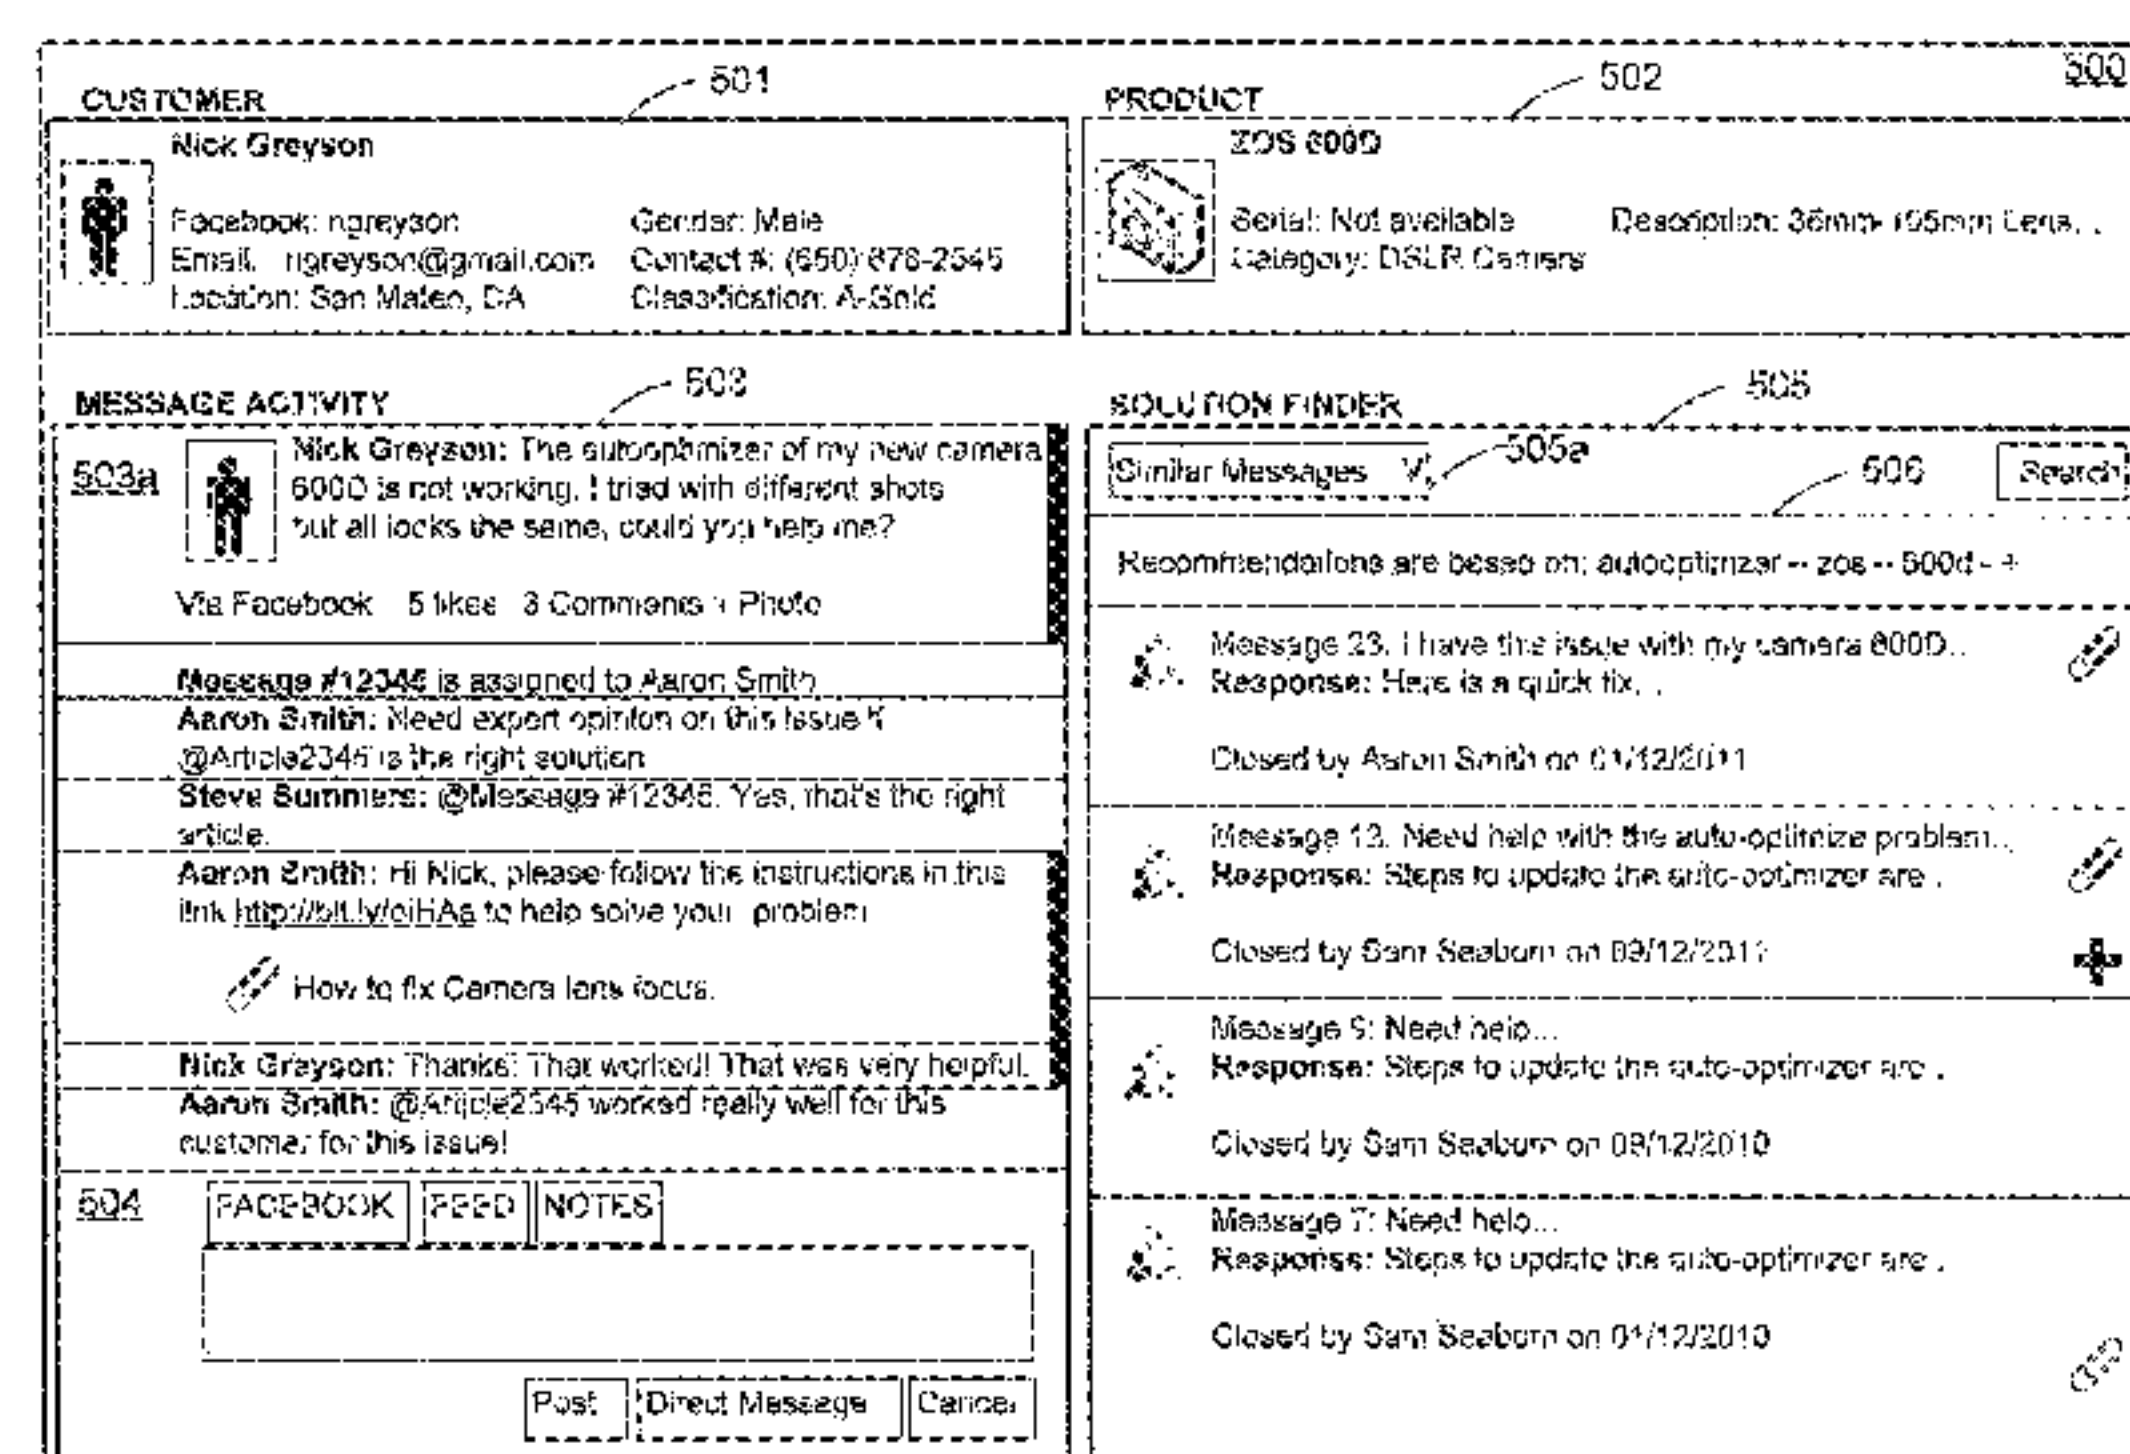 500
CUSTOMER
501
Nick Greyson
Facebook: ngreyson
Gender: Male
Email: ngreyson@gmail.com
Contact #: (650)
Location: San Mateo, CA
Classification: A-Gold
PRODUCT
502
ZOS 600D
Serial: Not available
Description: 35mm-
Lens...
Category: DSLR Camera
MESSAGE ACTIVITY
503
503a
Nick Greyson: The autooptimizer of my new camera
600D is not working. I tried with different shots
but all looks the same, could you help me?
Via Facebook 5 likes 3 Comments + Photo
Message #12345 is assigned to Aaron Smith
Aaron Smith: Need expert opinion on this issue if
@Article2345 is the right solution
Steve Summers: @Message #12345. Yes, that's the right
article.
Aaron Smith: Hi Nick, please follow the instructions in this
link to help solve your problem
How to fix Camera lens focus.
Nick Greyson: Thanks! That worked! That was very helpful.
Aaron Smith: @Article2345 worked really well for this
customer for this issue!
504
FACEBOOK FEED NOTES
Post Direct Message Cancel
SOLUTION FINDER
505
Similar Messages V
505a
506
Search
Recommendations are based on: autooptimizer -- zos -- 600d - +
Message 23. I have this issue with my camera 600D...
Response: Here is a quick fix...
Closed by Aaron Smith on 01/12/2011
Message 13. Need help with the auto-optimize problem...
Response: Steps to update the auto-optimizer are..
Closed by Sam Seaborn on
Message 9: Need help...
Response: Steps to update the auto-optimizer are..
Closed by Sam Seaborn on 09/12/2010
Message 7: Need help...
Response: Steps to update the auto-optimizer are..
Closed by Sam Seaborn on 01/12/2010